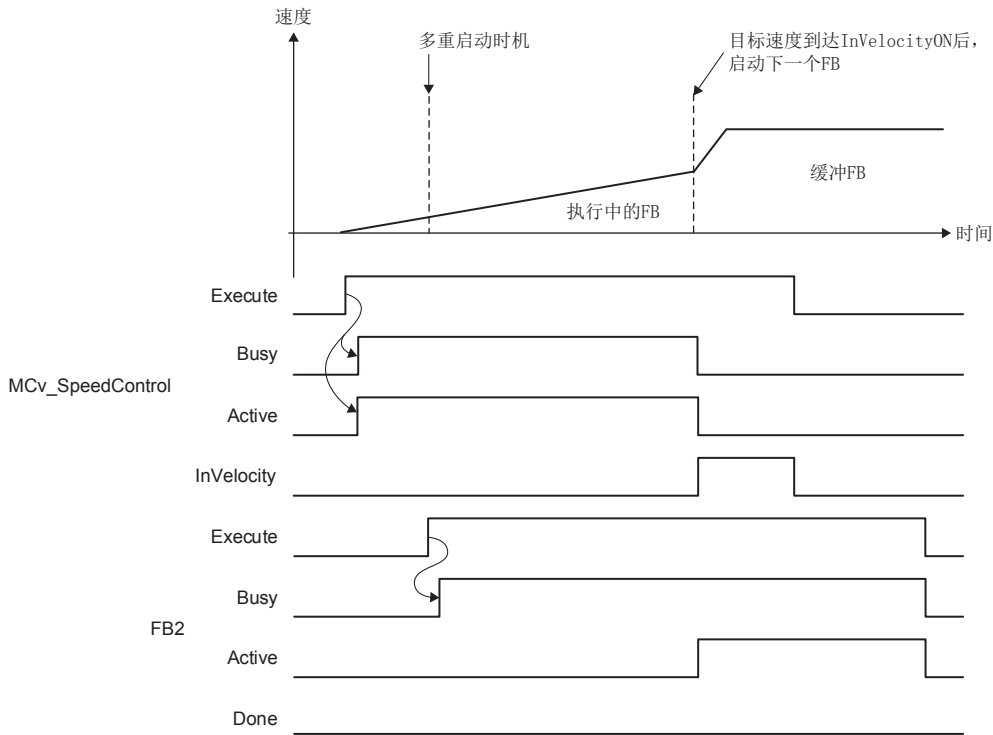 速度
多重启动时机
目标速度到达InVelocityON后，
启动下一个FB
缓冲FB
执行中的FB
时间
Execute
Busy
MCv_SpeedControl
Active
InVelocity
Execute
Busy
FB2
Active
Done